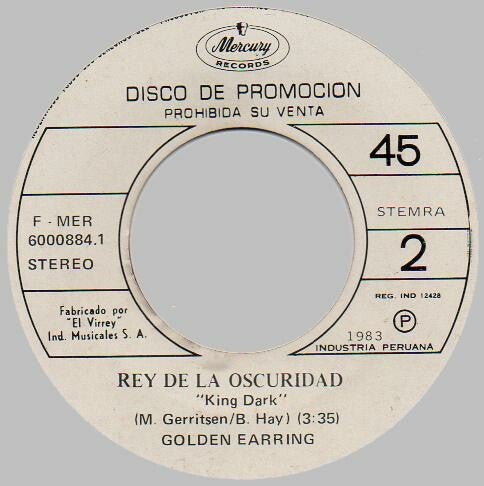 Mercury
RECORDS
DISCO DE PROMOCION
PROHIBIDA SU VENTA
45
F - MER
6000884.1
STEREO
STEMRA
2
REG. IND 12428
Fabricado por
"El Virrey"
Ind. Musicales S. A.
P
1983
INDUSTRIA PERUANA
REY DE LA OSCURIDAD
"King Dark"
(M. Gerritsen/B. Hay) (3:35)
GOLDEN EARRING